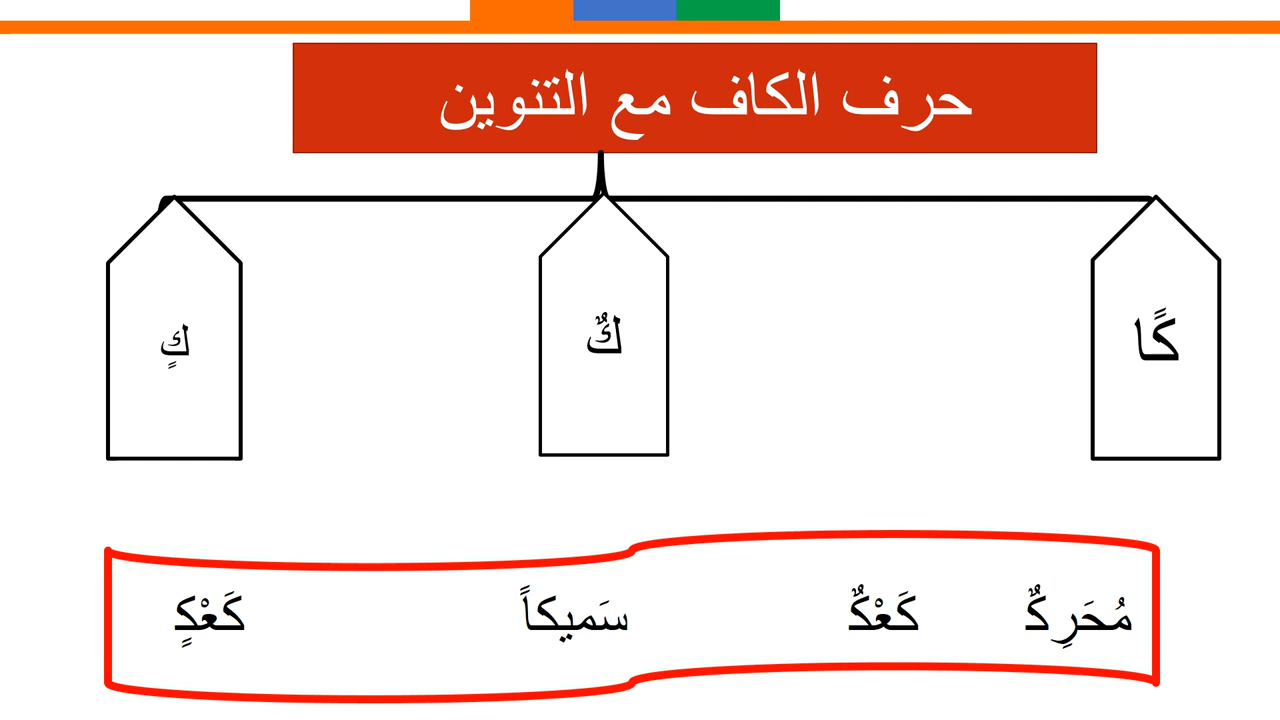 حرف الكاف مع التنوين
كًا
كٌ
كٍ
مُحَرِكٌ كَعْكٌ سَميكاً كَعْكٍ